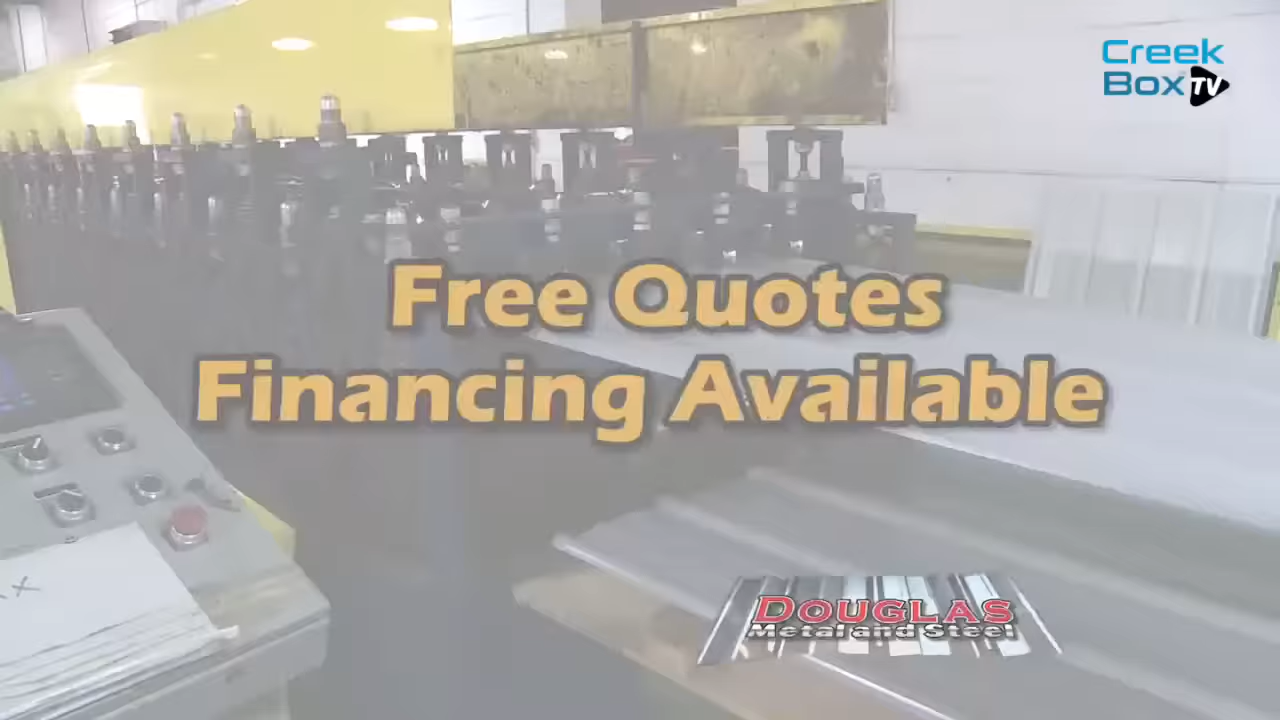 Creek
Box TV
Free Quotes
Financing Available
DOUGLAS
Metal and Steel